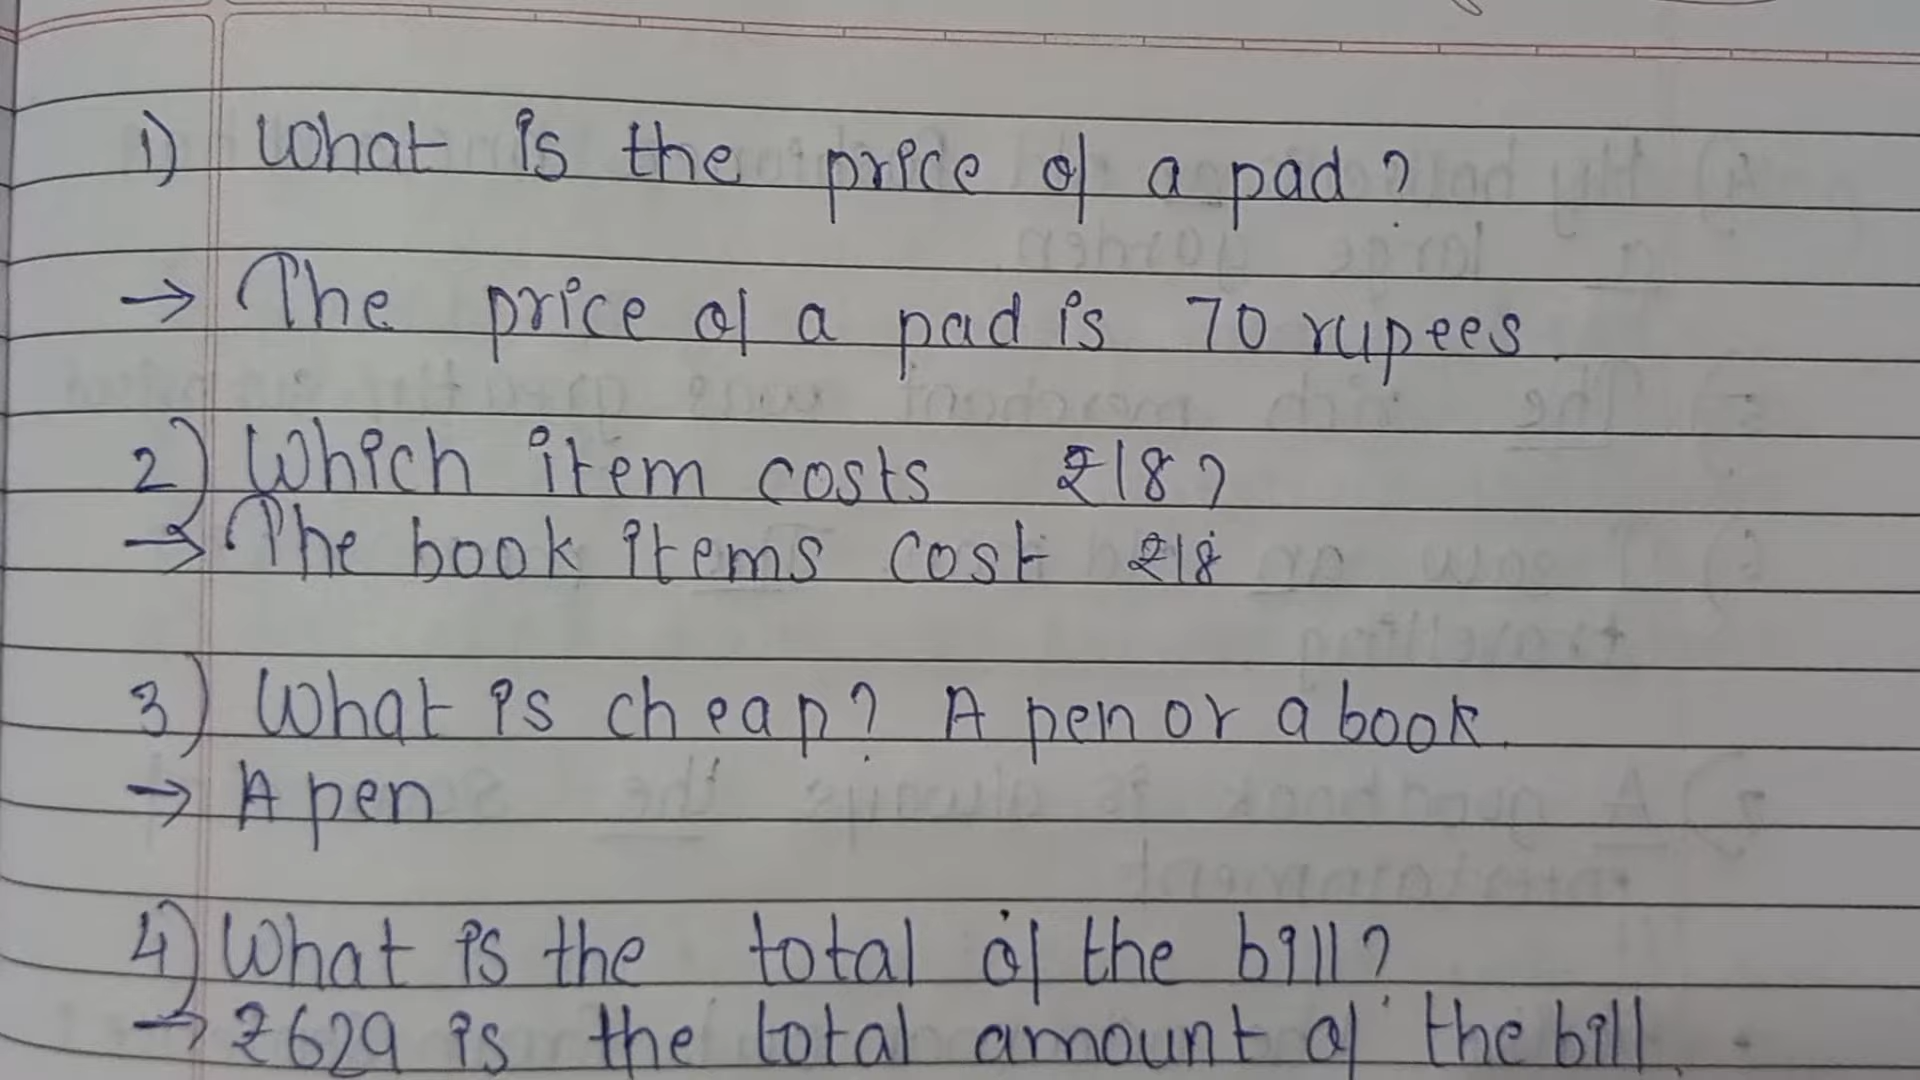 1) What is the price of a pad?
→ The price of a pad is 70 rupees.
2) Which item costs ₹18?
→ The book items cost ₹18
3) What is cheap? A pen or a book.
→ A pen
4) What is the total of the bill?
→ ₹629 is the total amount of the bill.